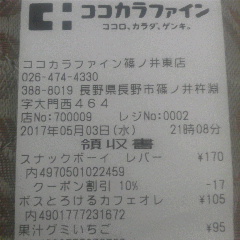 ココカラファイン
ココロ、カラダ、ゲンキ。
ココカラファイン篠ノ井東店
026-474-4330
388-8019 長野県長野市篠ノ井杵淵
字大門西464
店No:700009 レジNo:0002
2017年05月03日(水) 21時08分
領収書
スナックボーイ レバー ¥170
内4970501022459
クーポン割引 10% -17
ボスとろけるカフェオレ ¥105
内4901777231672
果汁グミいちご ¥95